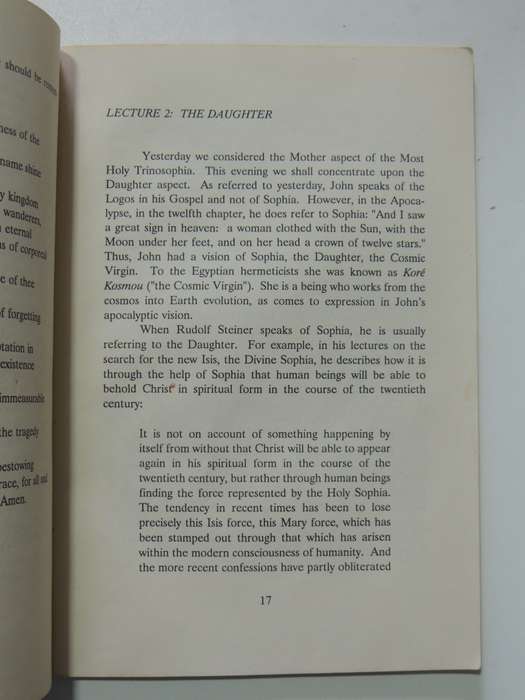 should be
ness of the
name shine
y kingdom
wanderers,
eternal
s of corporeal
e of thee
f forgetting
tation in
existence
immeasurable
the tragedy
bestowing
race, for all and
Amen.
LECTURE 2: THE DAUGHTER
Yesterday we considered the Mother aspect of the Most
Holy Trinosophia. This evening we shall concentrate upon the
Daughter aspect. As referred to yesterday, John speaks of the
Logos in his Gospel and not of Sophia. However, in the Apoca-
lypse, in the twelfth chapter, he does refer to Sophia: "And I saw
a great sign in heaven: a woman clothed with the Sun, with the
Moon under her feet, and on her head a crown of twelve stars."
Thus, John had a vision of Sophia, the Daughter, the Cosmic
Virgin. To the Egyptian hermeticists she was known as Koré
Kosmou ("the Cosmic Virgin"). She is a being who works from the
cosmos into Earth evolution, as comes to expression in John's
apocalyptic vision.
When Rudolf Steiner speaks of Sophia, he is usually
referring to the Daughter. For example, in his lectures on the
search for the new Isis, the Divine Sophia, he describes how it is
through the help of Sophia that human beings will be able to
behold Christ in spiritual form in the course of the twentieth
century:
It is not on account of something happening by
itself from without that Christ will be able to appear
again in his spiritual form in the course of the
twentieth century, but rather through human beings
finding the force represented by the Holy Sophia.
The tendency in recent times has been to lose
precisely this Isis force, this Mary force, which has
been stamped out through that which has arisen
within the modern consciousness of humanity. And
the more recent confessions have partly obliterated
17